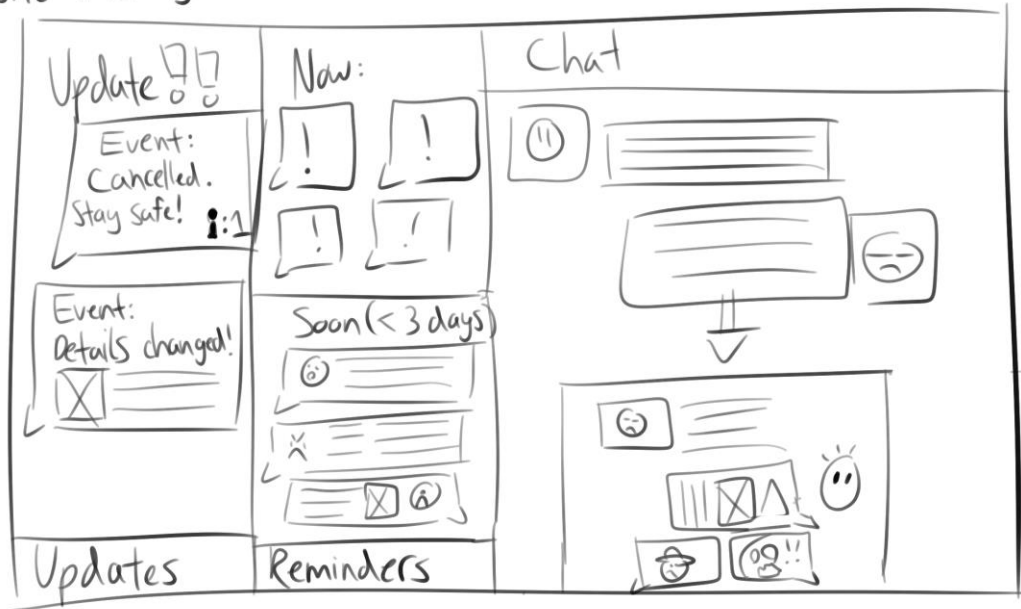 Update!!
Event:
Cancelled.
Stay safe! i:1
Event:
Details changed!
Updates
Now:
!
!
!
!
Soon (< 3 days)
Reminders
Chat
!!